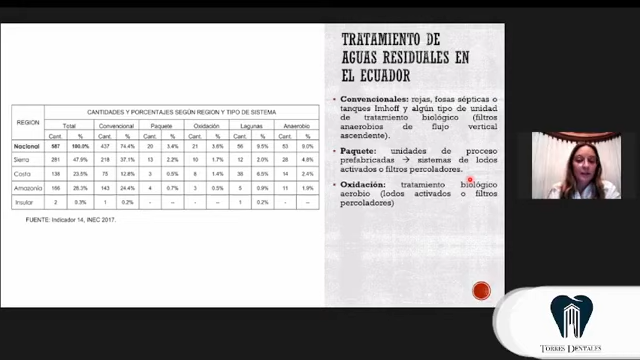 TRATAMIENTO DE
AGUAS RESIDUALES EN
EL ECUADOR
• Convencionales: rejas, fosas sépticas o
tanques Imhoff y algún tipo de unidad
de tratamiento biológico (filtros
anaerobios de flujo vertical
ascendente).
• Paquete: unidades de proceso
prefabricadas → sistemas de lodos
activados o filtros percoladores.
• Oxidación: tratamiento biológico
aerobio (lodos activados o filtros
percoladores)
CANTIDADES Y PORCENTAJES SEGÚN REGION Y TIPO DE SISTEMA
REGION Total Convencional Paquete Oxidación Lagunas Anaerobio
Cant. % Cant. % Cant. % Cant. % Cant. % Cant. %
Nacional 587 100.0% 437 74.4% 20 3.4% 21 3.6% 56 9.5% 53 9.0%
Sierra 281 47.9% 218 37.1% 13 2.2% 10 1.7% 12 2.0% 28 4.8%
Costa 138 23.5% 75 12.8% 3 0.5% 8 1.4% 38 6.5% 14 2.4%
Amazonía 166 28.3% 143 24.4% 4 0.7% 3 0.5% 5 0.9% 11 1.9%
Insular 2 0.3% 1 0.2% -- -- -- -- 1 0.2% -- --
FUENTE: Indicador 14, INEC 2017.
TORRES DENTALES